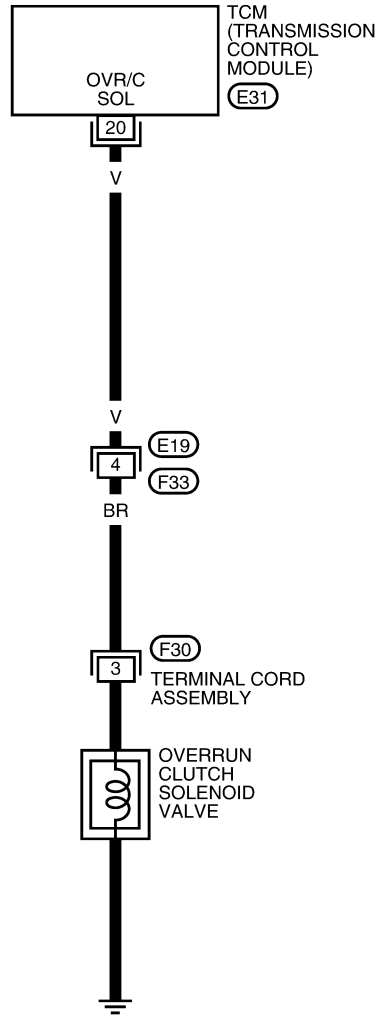 TCM
(TRANSMISSION
CONTROL
MODULE)
E31
OVR/C
SOL
20
V
V
E19
4
F33
BR
F30
3
TERMINAL CORD
ASSEMBLY
OVERRUN
CLUTCH
SOLENOID
VALVE